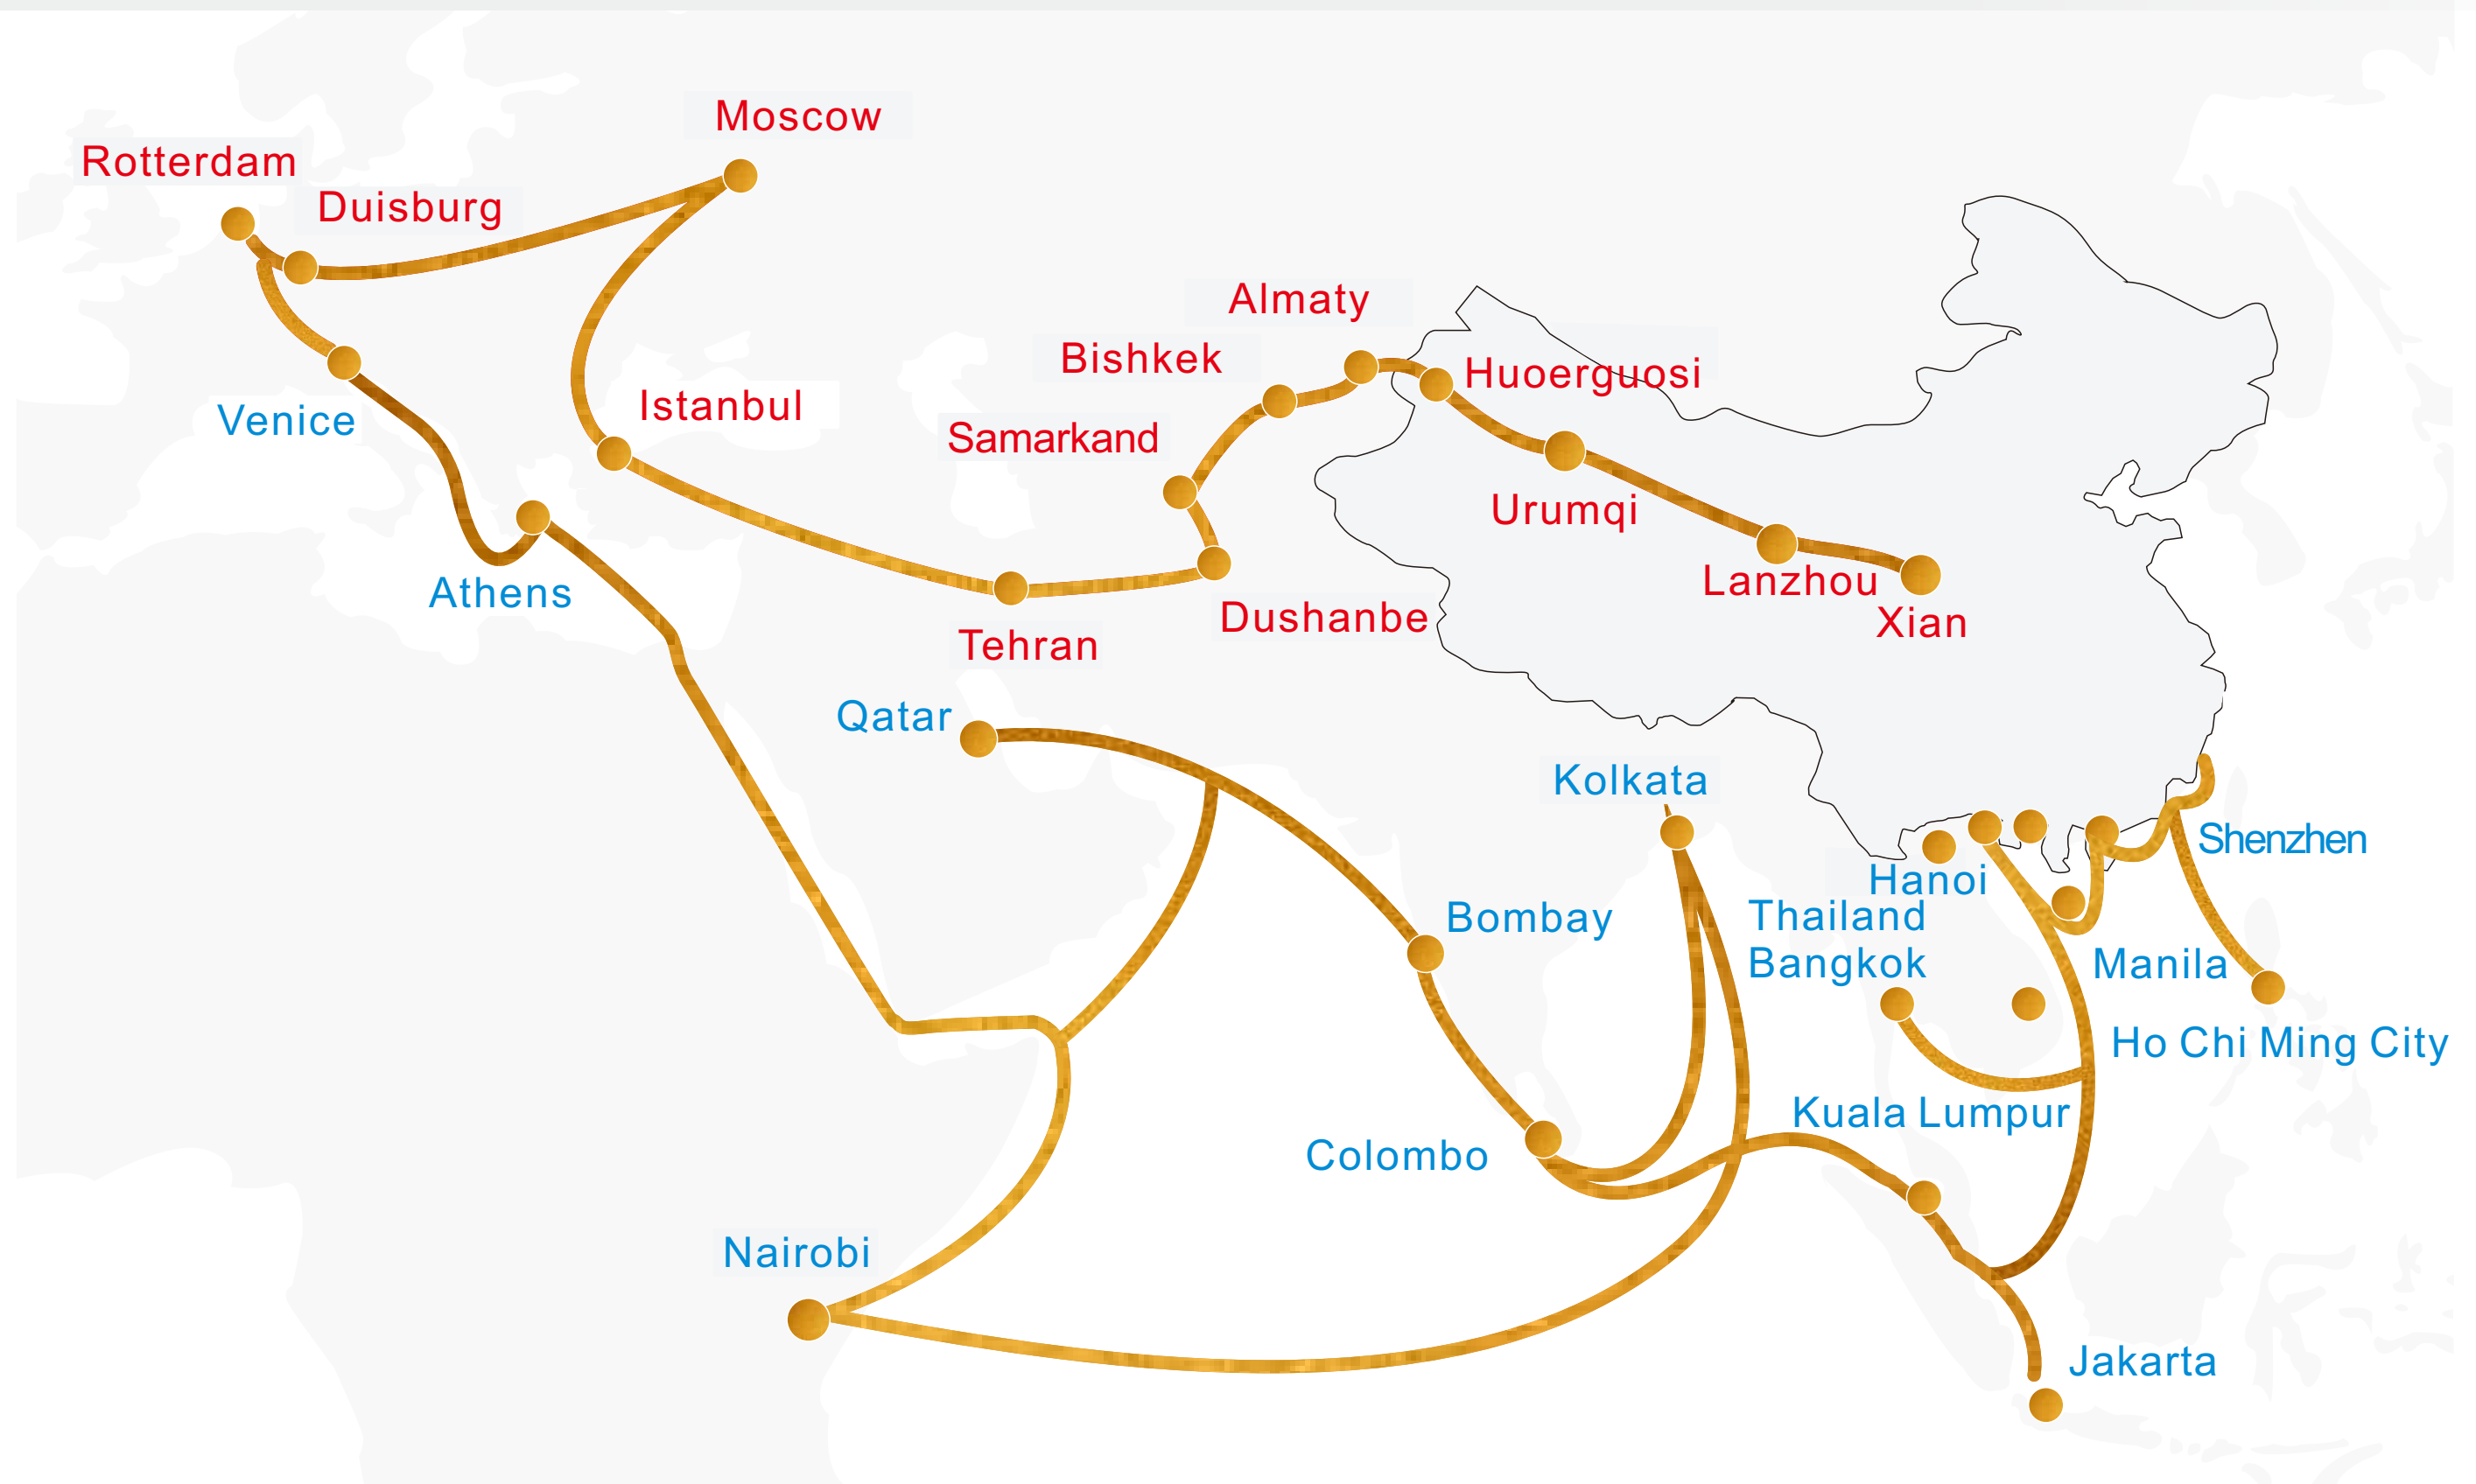 Moscow
Rotterdam
Duisburg
Almaty
Bishkek
Huoerguosi
Istanbul
Venice
Samarkand
Urumqi
Lanzhou
Athens
Dushanbe
Xian
Tehran
Qatar
Kolkata
Shenzhen
Hanoi
Bombay
Thailand
Bangkok
Manila
Ho Chi Ming City
Kuala Lumpur
Colombo
Nairobi
Jakarta